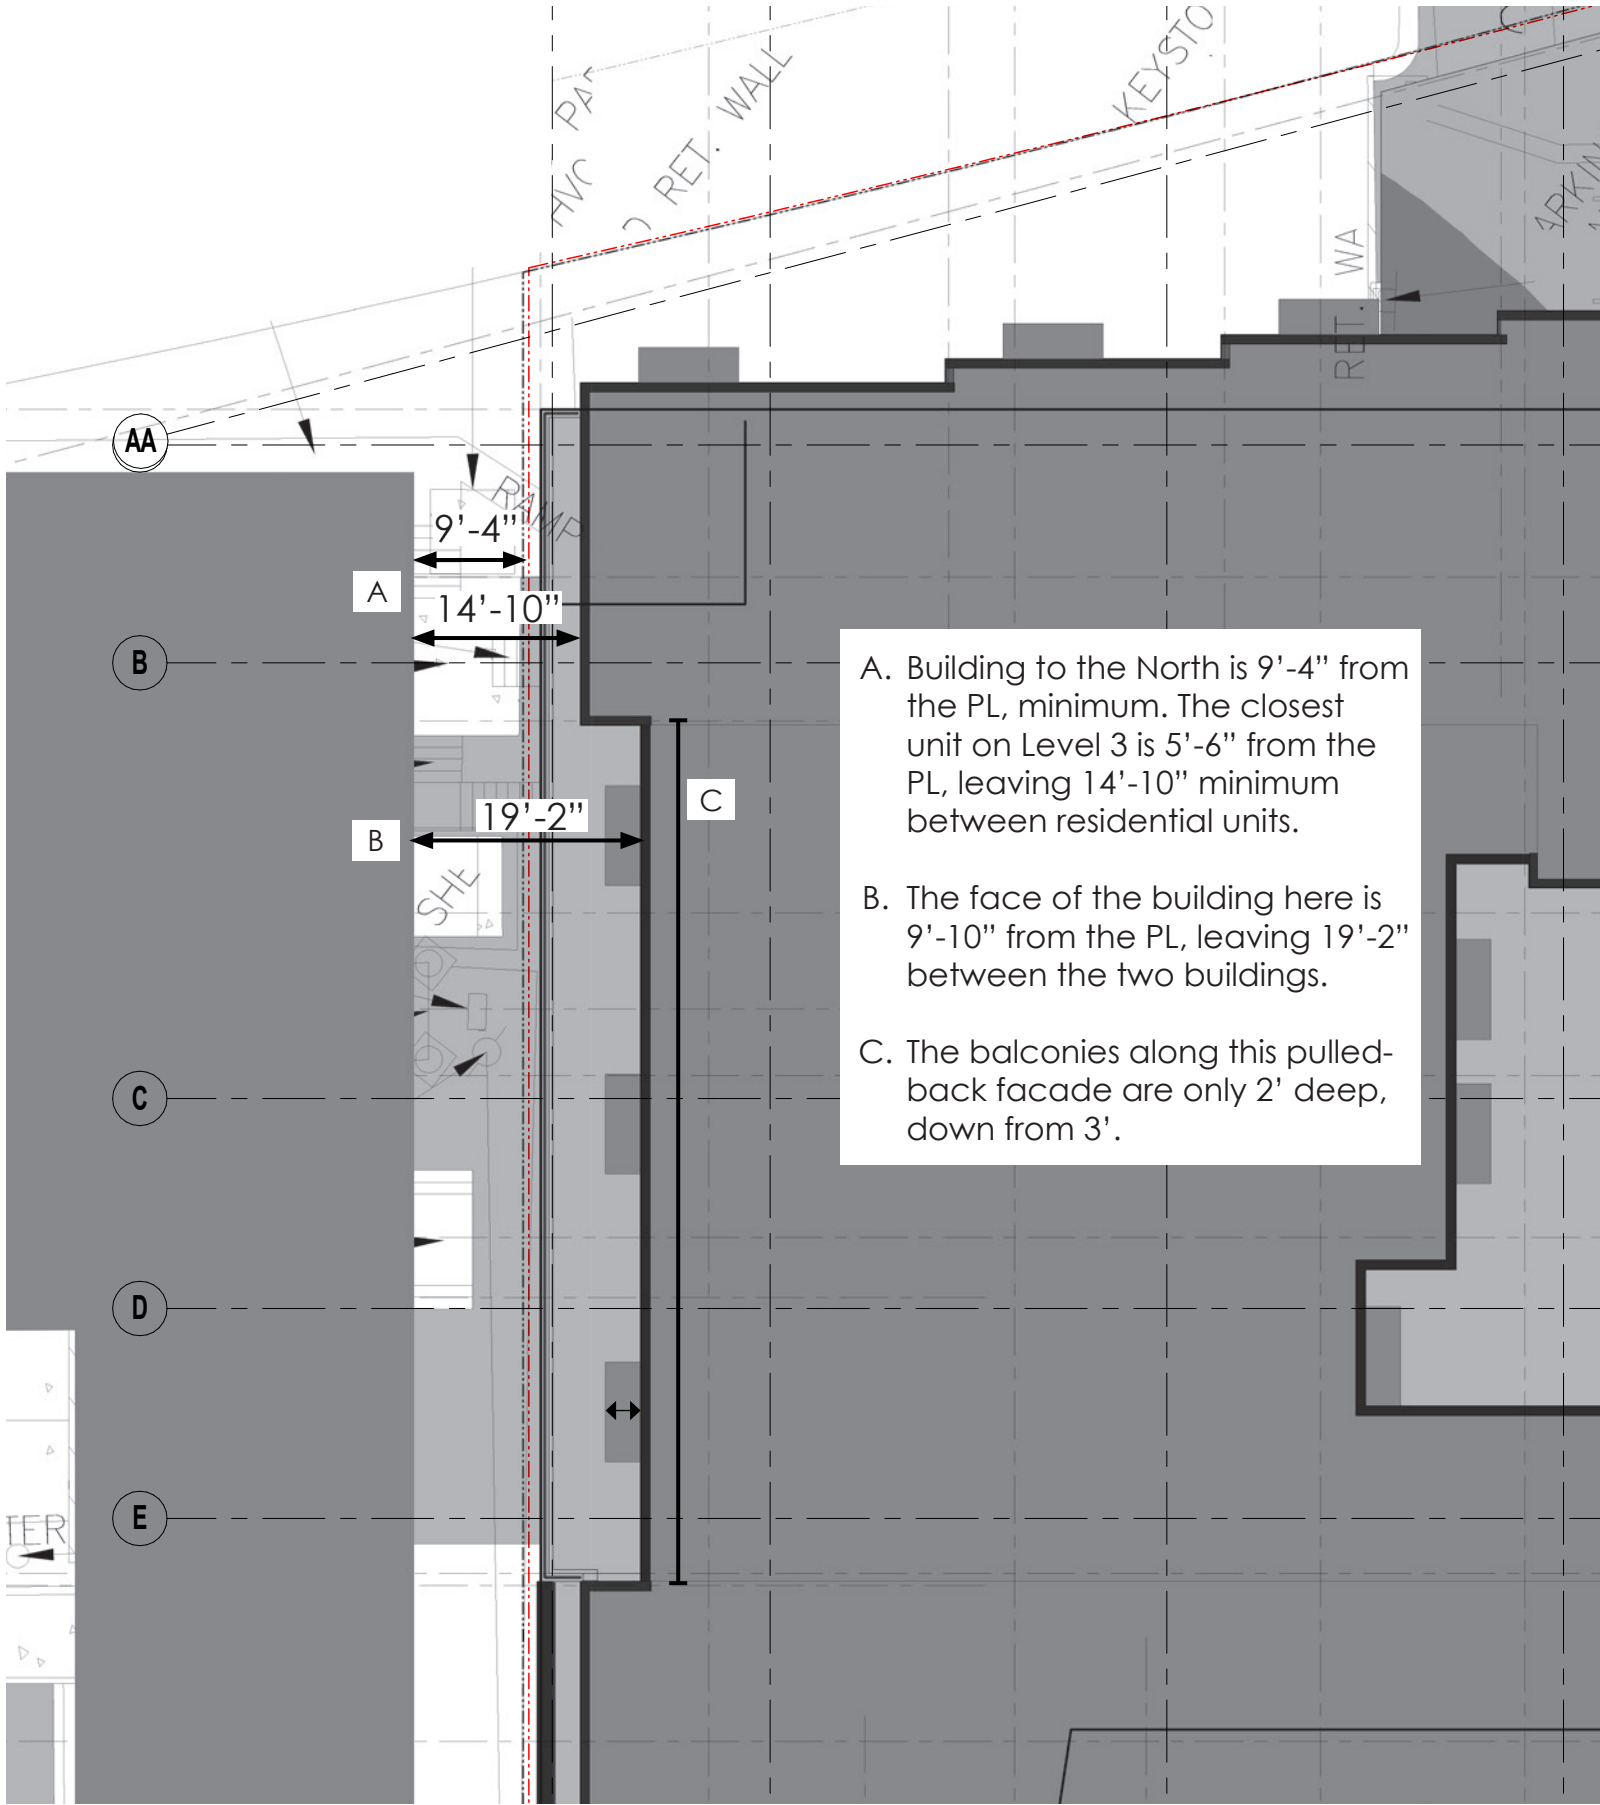 RET. WALL
KEYSTO
RET. WA
AA
RAMP
9’-4”
A
14’-10”
B
A. Building to the North is 9’-4” from
the PL, minimum. The closest
unit on Level 3 is 5’-6” from the
PL, leaving 14’-10” minimum
between residential units.
C
19’-2”
B
SHE
B. The face of the building here is
9’-10” from the PL, leaving 19’-2”
between the two buildings.
C
C. The balconies along this pulled-
back facade are only 2’ deep,
down from 3’.
D
E
TER